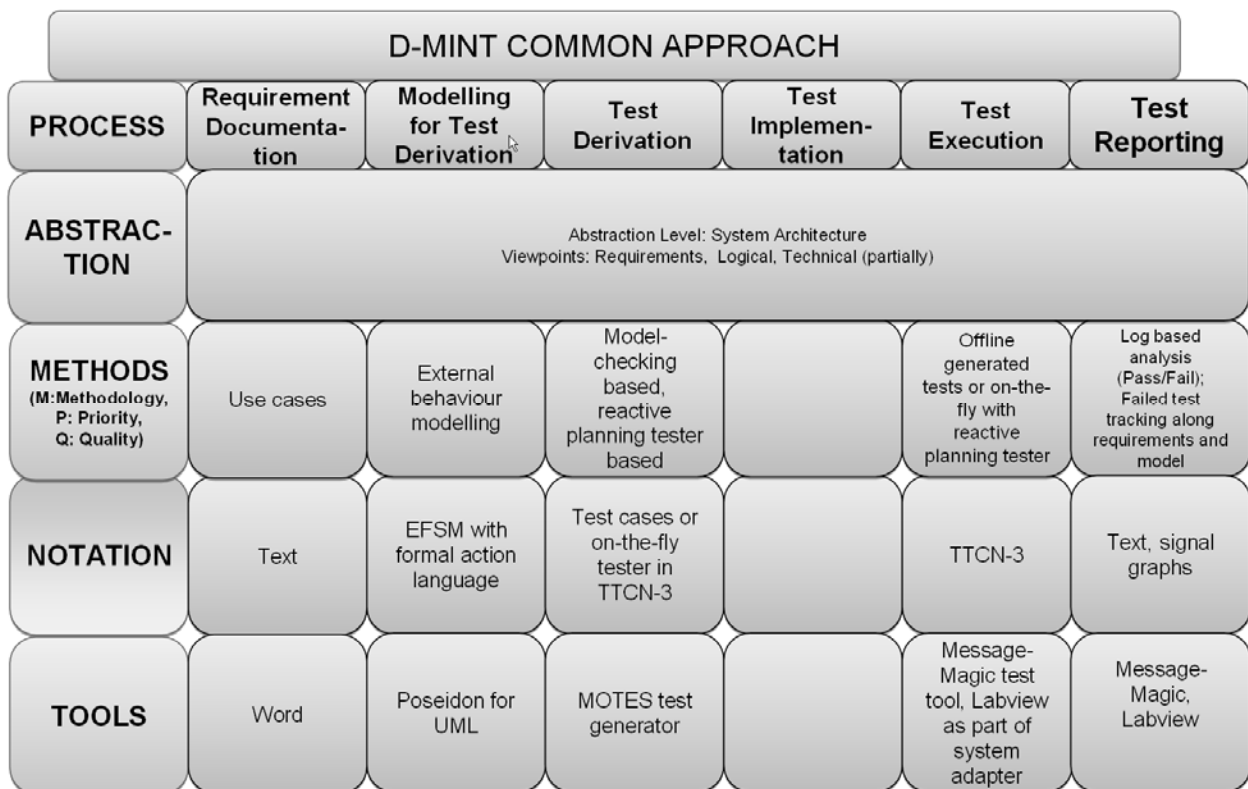 D-MINT COMMON APPROACH
PROCESS
Requirement
Documenta-
tion
Modelling
for Test
Derivation
Test
Derivation
Test
Implemen-
tation
Test
Execution
Test
Reporting
ABSTRAC-
TION
Abstraction Level: System Architecture
Viewpoints: Requirements, Logical, Technical (partially)
METHODS
(M:Methodology,
P: Priority,
Q: Quality)
Use cases
External
behaviour
modelling
Model-
checking
based,
reactive
planning tester
based
Offline
generated
tests or on-the-
fly with
reactive
planning tester
Log based
analysis
(Pass/Fail);
Failed test
tracking along
requirements and
model
NOTATION
Text
EFSM with
formal action
language
Test cases or
on-the-fly
tester in
TTCN-3
TTCN-3
Text, signal
graphs
TOOLS
Word
Poseidon for
UML
MOTES test
generator
Message-
Magic test
tool, Labview
as part of
system
adapter
Message-
Magic,
Labview